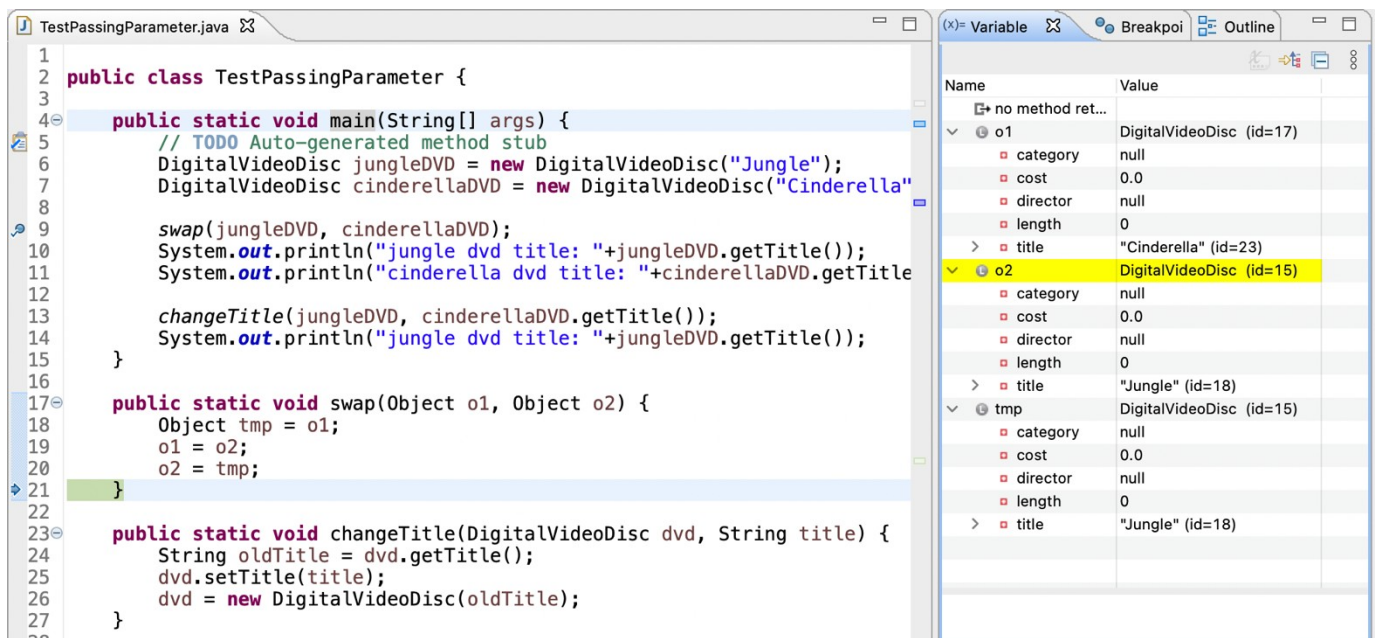 TestPassingParameter.java
1
2 public class TestPassingParameter {
3
4 public static void main(String[] args) {
5 // TODO Auto-generated method stub
6 DigitalVideoDisc jungleDVD = new DigitalVideoDisc("Jungle");
7 DigitalVideoDisc cinderellaDVD = new DigitalVideoDisc("Cinderella"
8
9 swap(jungleDVD, cinderellaDVD);
10 System.out.println("jungle dvd title: "+jungleDVD.getTitle());
11 System.out.println("cinderella dvd title: "+cinderellaDVD.getTitle
12
13 changeTitle(jungleDVD, cinderellaDVD.getTitle());
14 System.out.println("jungle dvd title: "+jungleDVD.getTitle());
15 }
16
17 public static void swap(Object o1, Object o2) {
18 Object tmp = o1;
19 o1 = o2;
20 o2 = tmp;
21 }
22
23 public static void changeTitle(DigitalVideoDisc dvd, String title) {
24 String oldTitle = dvd.getTitle();
25 dvd.setTitle(title);
26 dvd = new DigitalVideoDisc(oldTitle);
27 }
(x)= Variable Breakpoi Outline
Name Value
no method ret...
o1 DigitalVideoDisc (id=17)
category null
cost 0.0
director null
length 0
title "Cinderella" (id=23)
o2 DigitalVideoDisc (id=15)
category null
cost 0.0
director null
length 0
title "Jungle" (id=18)
tmp DigitalVideoDisc (id=15)
category null
cost 0.0
director null
length 0
title "Jungle" (id=18)